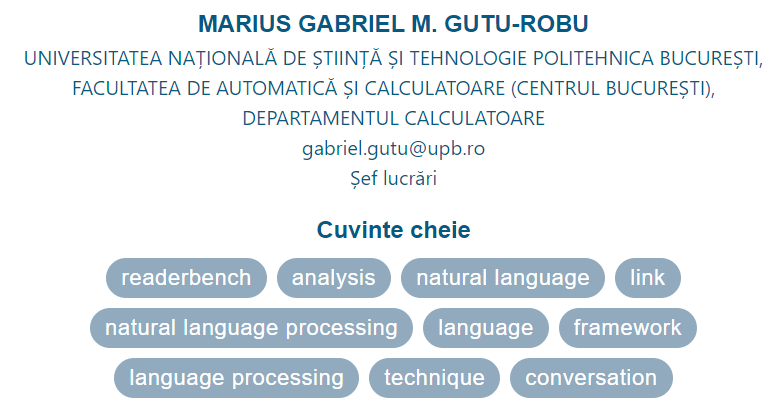 MARIUS GABRIEL M. GUTU-ROBU
UNIVERSITATEA NAȚIONALĂ DE ȘTIINȚĂ ȘI TEHNOLOGIE POLITEHNICA BUCUREȘTI,
FACULTATEA DE AUTOMATICĂ ȘI CALCULATOARE (CENTRUL BUCUREȘTI),
DEPARTAMENTUL CALCULATOARE
gabriel.gutu@upb.ro
Șef lucrări
Cuvinte cheie
readerbench analysis natural language link
natural language processing language framework
language processing technique conversation